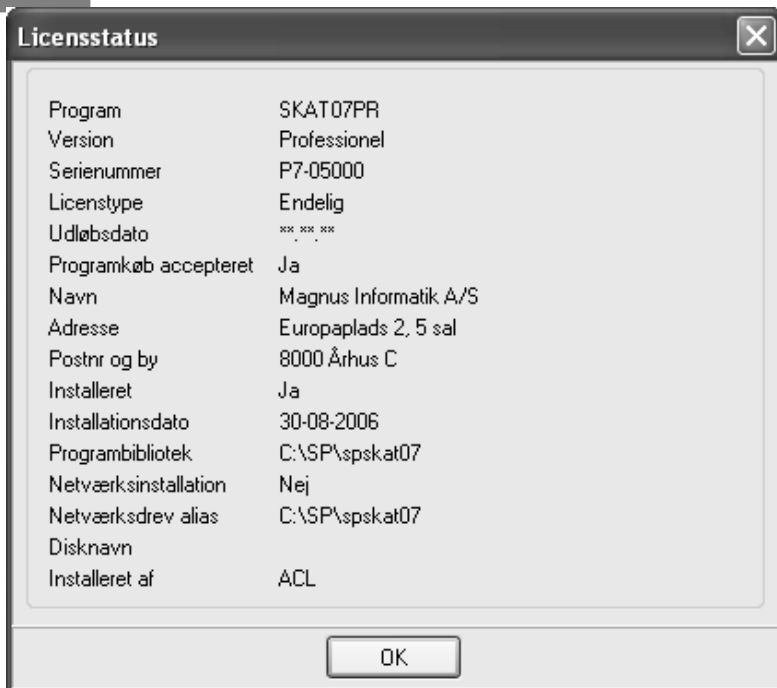 Licensstatus
Program SKAT07PR
Version Professionel
Serienummer P7-05000
Licenstype Endelig
Udløbsdato **.**.**
Programkøb accepteret Ja
Navn Magnus Informatik A/S
Adresse Europaplads 2, 5 sal
Postnr og by 8000 Århus C
Installeret Ja
Installationsdato 30-08-2006
Programbibliotek C:\SP\spskat07
Netværksinstallation Nej
Netværksdrev alias C:\SP\spskat07
Disknavn
Installeret af ACL
OK